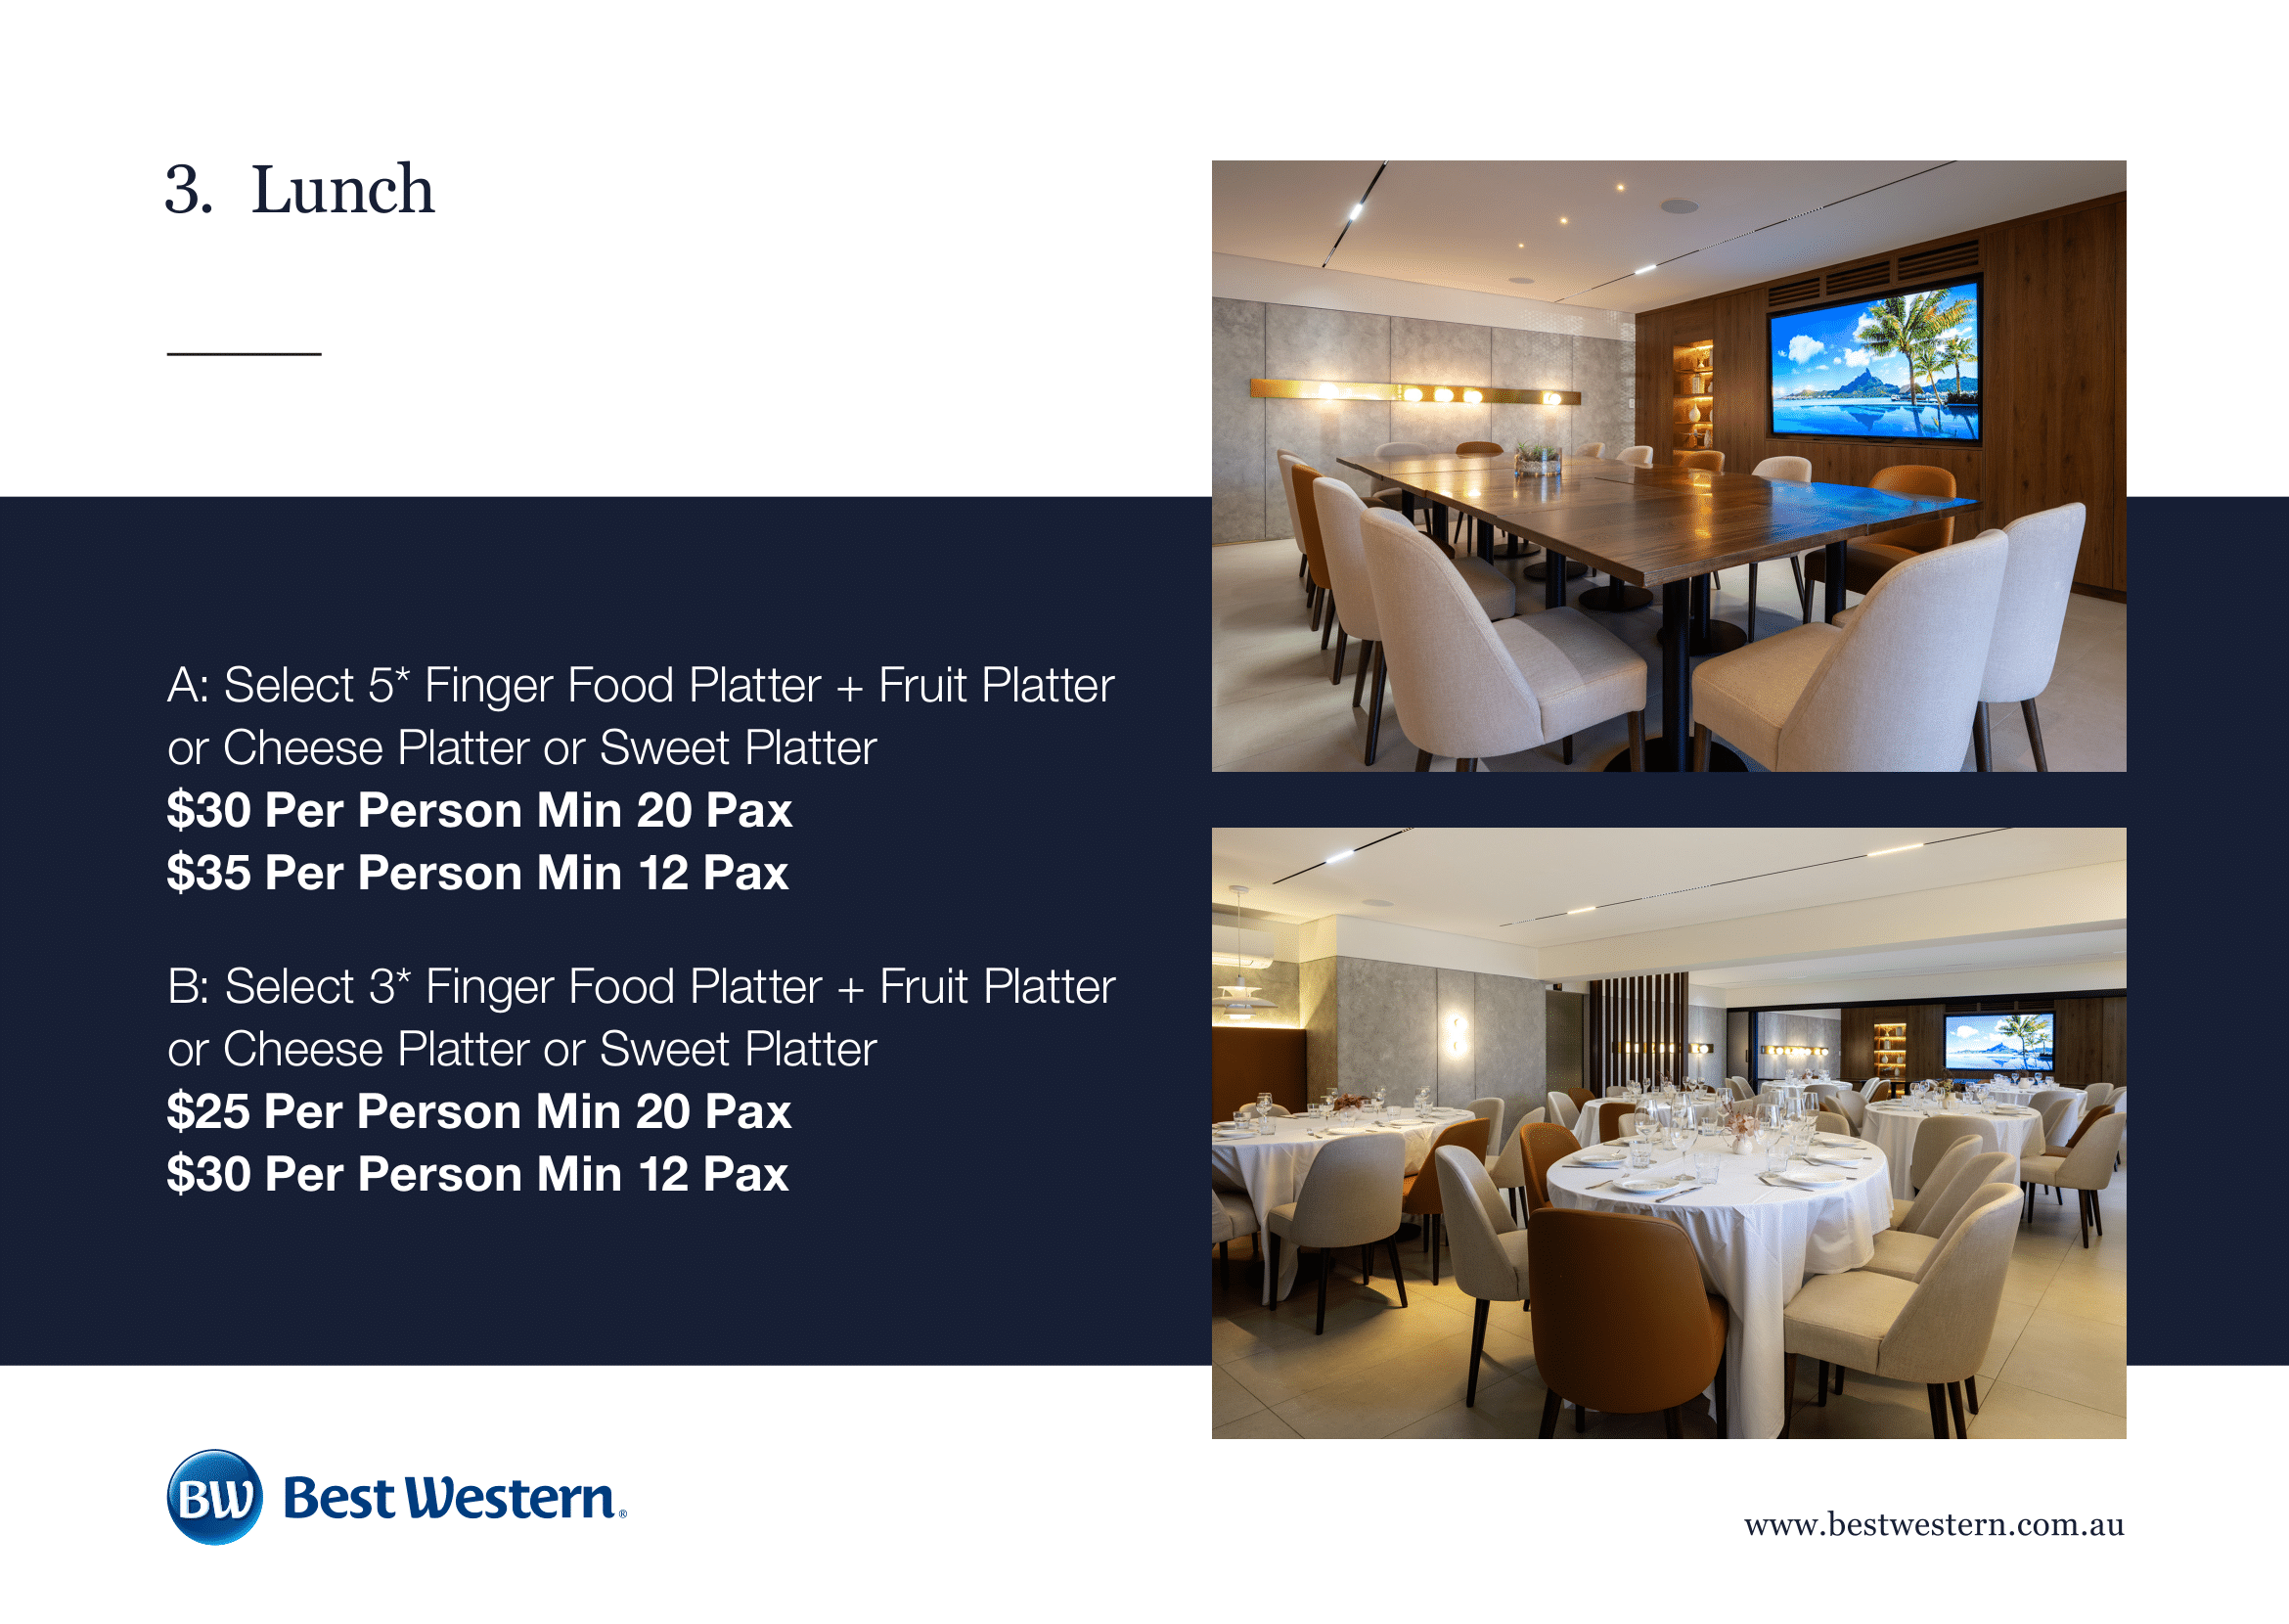 3. Lunch
A: Select 5* Finger Food Platter + Fruit Platter
or Cheese Platter or Sweet Platter
$30 Per Person Min 20 Pax
$35 Per Person Min 12 Pax
B: Select 3* Finger Food Platter + Fruit Platter
or Cheese Platter or Sweet Platter
$25 Per Person Min 20 Pax
$30 Per Person Min 12 Pax
BW Best Western®
www.bestwestern.com.au